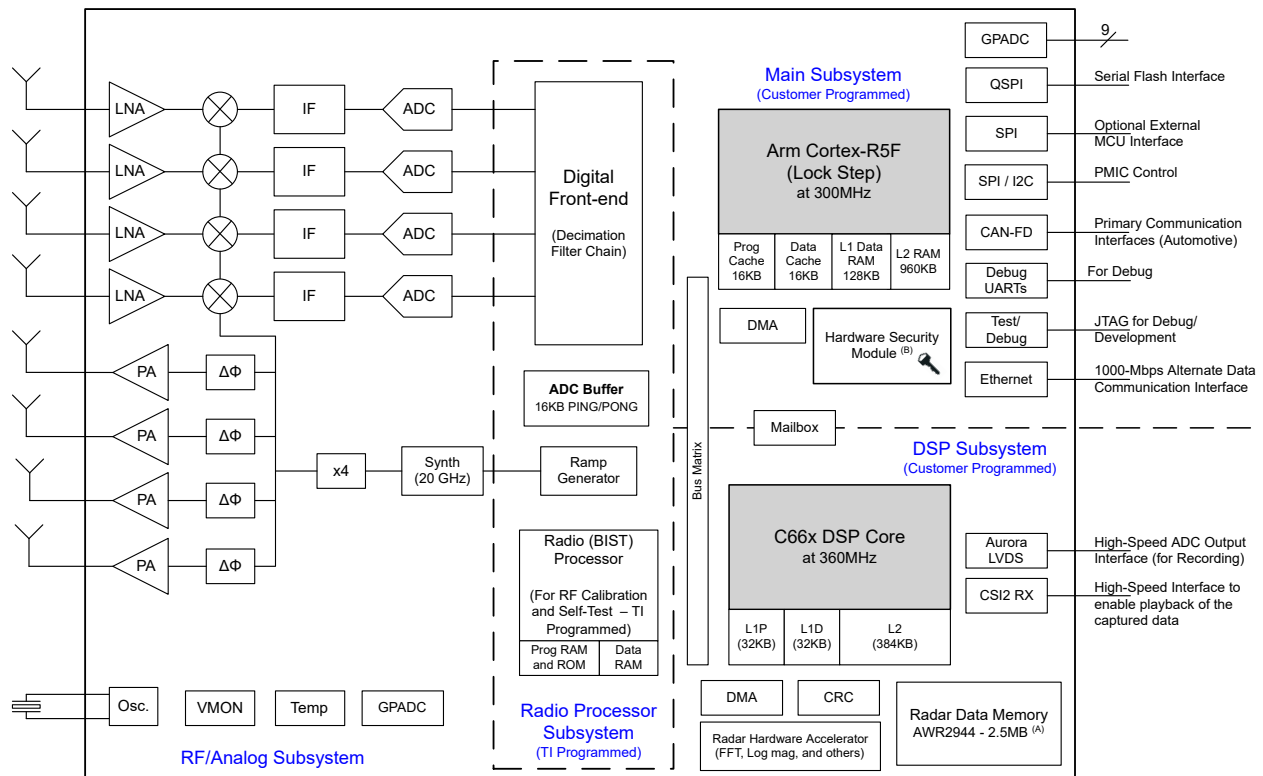 GPADC
9
Main Subsystem
(Customer Programmed)
QSPI
Serial Flash Interface
LNA
IF
ADC
LNA
IF
ADC
LNA
IF
ADC
LNA
IF
ADC
Digital
Front-end
(Decimation
Filter Chain)
Arm Cortex-R5F
(Lock Step)
at 300MHz
Prog
Cache
16KB
Data
Cache
16KB
L1 Data
RAM
128KB
L2 RAM
960KB
SPI
Optional External
MCU Interface
SPI / I2C
PMIC Control
CAN-FD
Primary Communication
Interfaces (Automotive)
Debug
UARTs
For Debug
Test/
Debug
JTAG for Debug/
Development
Ethernet
1000-Mbps Alternate Data
Communication Interface
DMA
Hardware Security
Module (B)
PA
ΔΦ
PA
ΔΦ
PA
ΔΦ
PA
ΔΦ
ADC Buffer
16KB PING/PONG
x4
Synth
(20 GHz)
Ramp
Generator
Mailbox
Bus Matrix
DSP Subsystem
(Customer Programmed)
C66x DSP Core
at 360MHz
L1P
(32KB)
L1D
(32KB)
L2
(384KB)
Aurora
LVDS
High-Speed ADC Output
Interface (for Recording)
CSI2 RX
High-Speed Interface to
enable playback of the
captured data
Radio (BIST)
Processor
(For RF Calibration
and Self-Test – TI
Programmed)
Prog RAM
and ROM
Data
RAM
Osc.
VMON
Temp
GPADC
RF/Analog Subsystem
Radio Processor
Subsystem
(TI Programmed)
DMA
CRC
Radar Hardware Accelerator
(FFT, Log mag, and others)
Radar Data Memory
AWR2944 - 2.5MB (A)